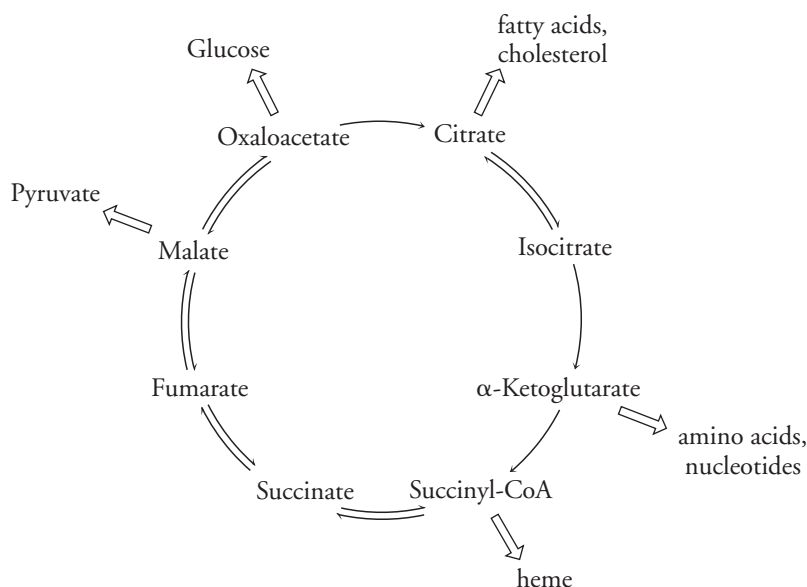 fatty acids,
cholesterol
Glucose
Oxaloacetate
Citrate
Pyruvate
Malate
Isocitrate
Fumarate
α-Ketoglutarate
amino acids,
nucleotides
Succinate
Succinyl-CoA
heme